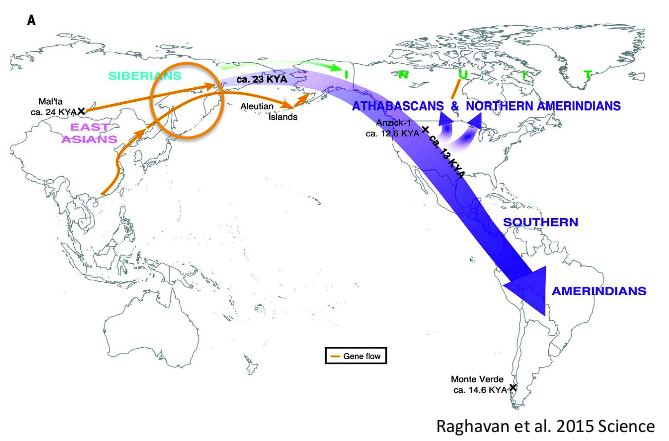 A
SIBERIANS
ca. 23 KYA
I N U I T
Mal'ta
ca. 24 KYA
Aleutian
Islands
ATHABASCANS & NORTHERN AMERINDIANS
EAST
ASIANS
Anzick-1
ca. 12.6 KYA
ca. 13 KYA
SOUTHERN
AMERINDIANS
Gene flow
Monte Verde
ca. 14.6 KYA
Raghavan et al. 2015 Science